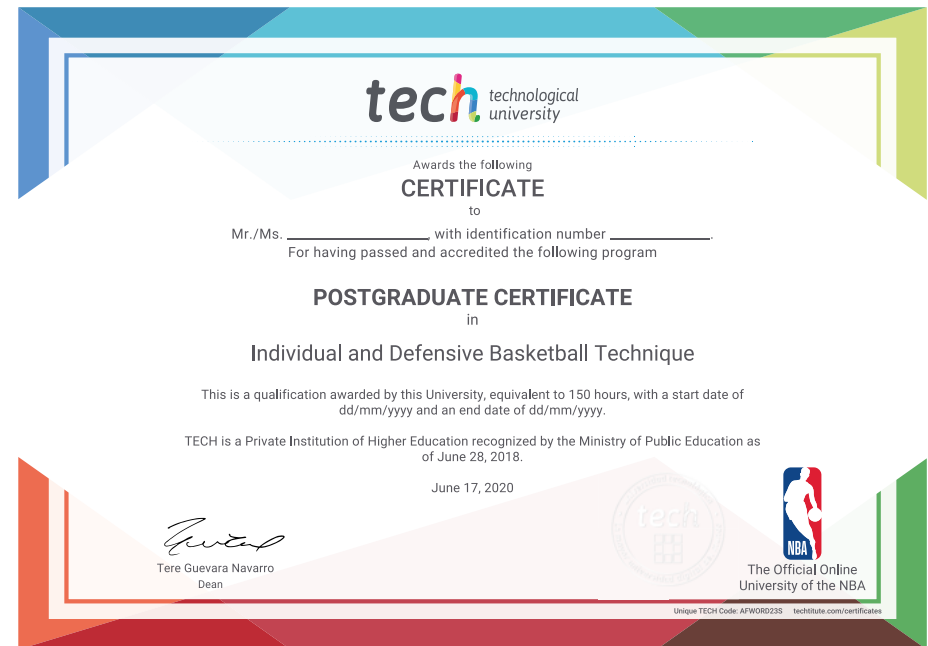 tech technological
university
Awards the following
CERTIFICATE
to
Mr./Ms. ____________________, with identification number ______________.
For having passed and accredited the following program
POSTGRADUATE CERTIFICATE
in
Individual and Defensive Basketball Technique
This is a qualification awarded by this University, equivalent to 150 hours, with a start date of
dd/mm/yyyy and an end date of dd/mm/yyyy.
TECH is a Private Institution of Higher Education recognized by the Ministry of Public Education as
of June 28, 2018.
June 17, 2020
tech
NBA
Tere Guevara Navarro
Dean
The Official Online
University of the NBA
Unique TECH Code: AFWORD23S techtitute.com/certificates